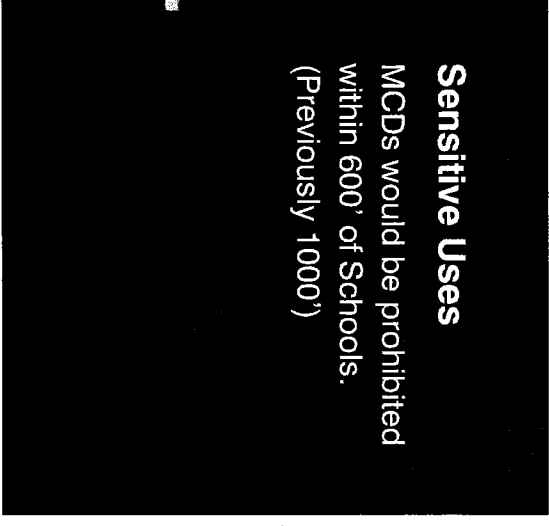 Sensitive Uses
MCDs would be prohibited
within 600' of Schools.
(Previously 1000')